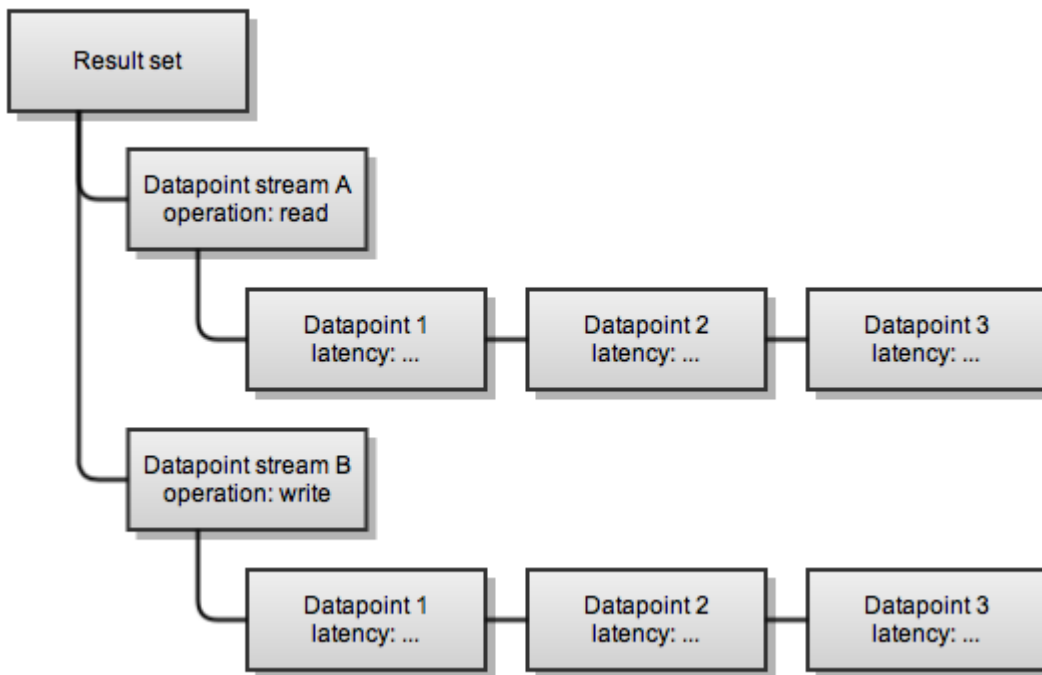 Result set
Datapoint stream A
operation: read
Datapoint 1
latency: ...
Datapoint 2
latency: ...
Datapoint 3
latency: ...
Datapoint stream B
operation: write
Datapoint 1
latency: ...
Datapoint 2
latency: ...
Datapoint 3
latency: ...